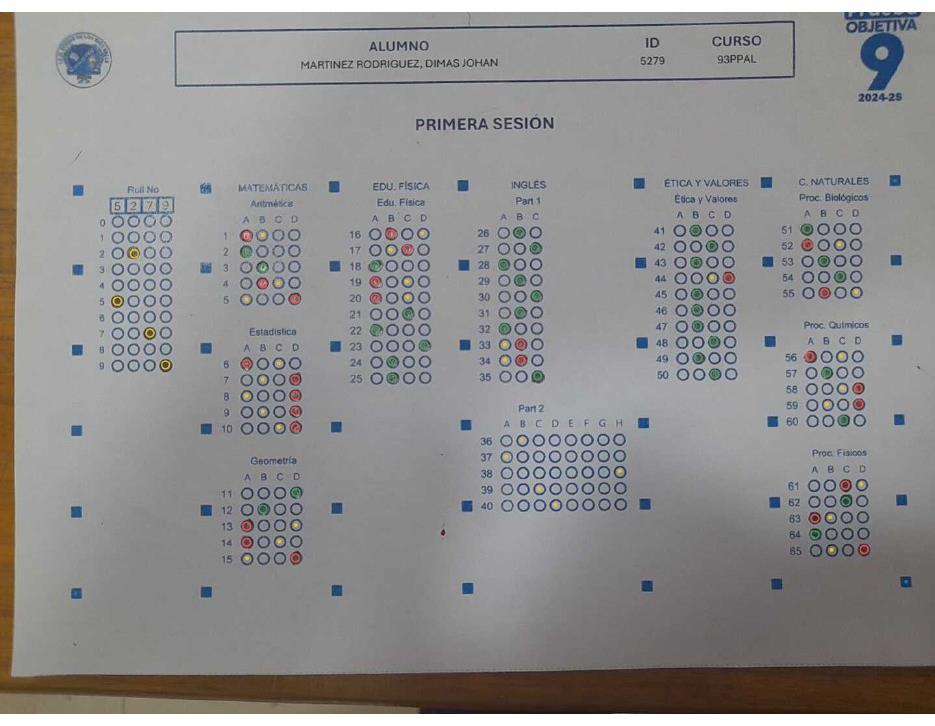 OBJETIVA
9
2024-25
ALUMNO ID CURSO
MARTINEZ RODRIGUEZ, DIMAS JOHAN 5279 93PPAL
PRIMERA SESIÓN
Roll No
5 2 7 9
0
1
2
3
4
5
6
7
8
9
MATEMÁTICAS
Aritmética
A B C D
1
2
3
4
5
Estadística
A B C D
6
7
8
9
10
Geometría
A B C D
11
12
13
14
15
EDU. FÍSICA
Edu. Física
A B C D
16
17
18
19
20
21
22
23
24
25
INGLÉS
Part 1
A B C
26
27
28
29
30
31
32
33
34
35
Part 2
A B C D E F G H
36
37
38
39
40
ÉTICA Y VALORES
Ética y Valores
A B C D
41
42
43
44
45
46
47
48
49
50
C. NATURALES
Proc. Biológicos
A B C D
51
52
53
54
55
Proc. Químicos
A B C D
56
57
58
59
60
Proc. Físicos
A B C D
61
62
63
64
65